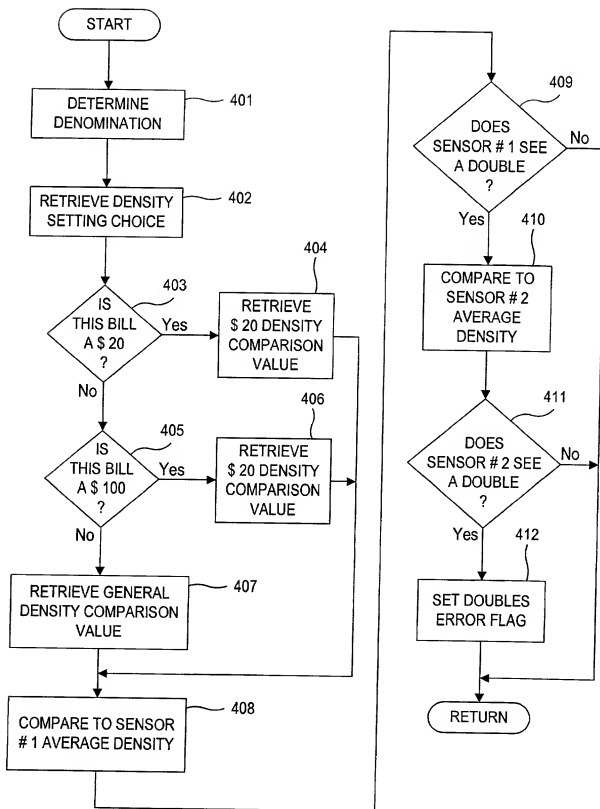 START
DETERMINE
DENOMINATION
401
RETRIEVE DENSITY
SETTING CHOICE
402
403
IS
THIS BILL
A $ 20
?
Yes
No
404
RETRIEVE
$ 20 DENSITY
COMPARISON
VALUE
405
IS
THIS BILL
A $ 100
?
Yes
No
406
RETRIEVE
$ 20 DENSITY
COMPARISON
VALUE
407
RETRIEVE GENERAL
DENSITY COMPARISON
VALUE
408
COMPARE TO SENSOR
# 1 AVERAGE DENSITY
409
DOES
SENSOR # 1 SEE
A DOUBLE
?
No
Yes
410
COMPARE TO
SENSOR # 2
AVERAGE
DENSITY
411
DOES
SENSOR # 2 SEE
A DOUBLE
?
No
Yes
412
SET DOUBLES
ERROR FLAG
RETURN